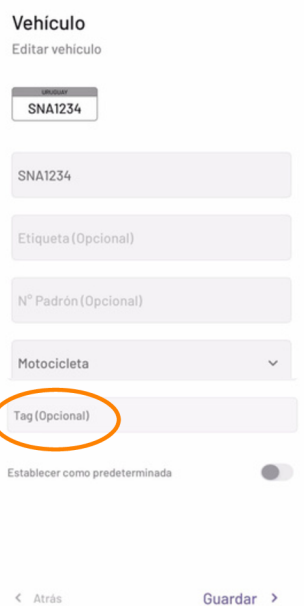 Vehículo
Editar vehículo
URUGUAY
SNA1234
SNA1234
Etiqueta (Opcional)
N° Padrón (Opcional)
Motocicleta
Tag (Opcional)
Establecer como predeterminada
Atrás
Guardar